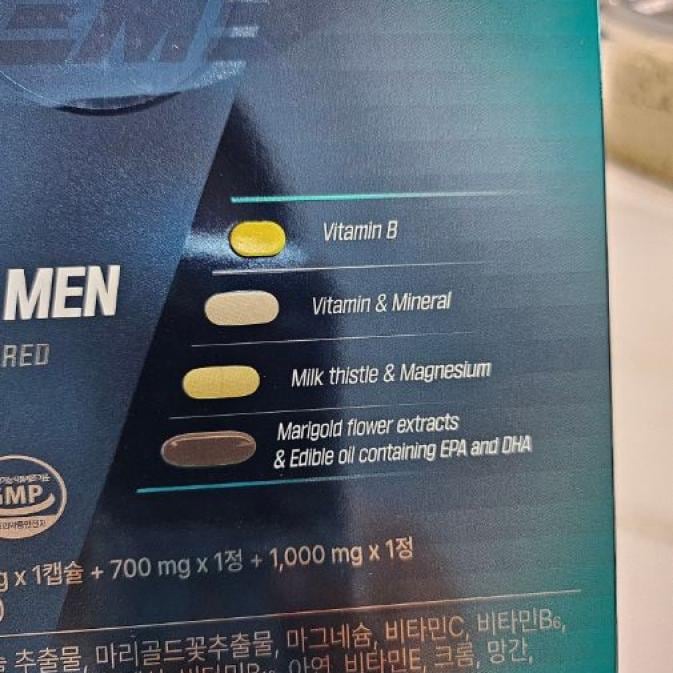 Vitamin B
Vitamin & Mineral
MEN
RED
Milk thistle & Magnesium
Marigold flower extracts
& Edible oil containing EPA and DHA
GMP
g x 1캡슐 + 700 mg x 1정 + 1,000 mg x 1정
추출물, 마리골드꽃추출물, 마그네슘, 비타민C, 비타민B₆,
아연, 비타민E, 크롬, 망간,